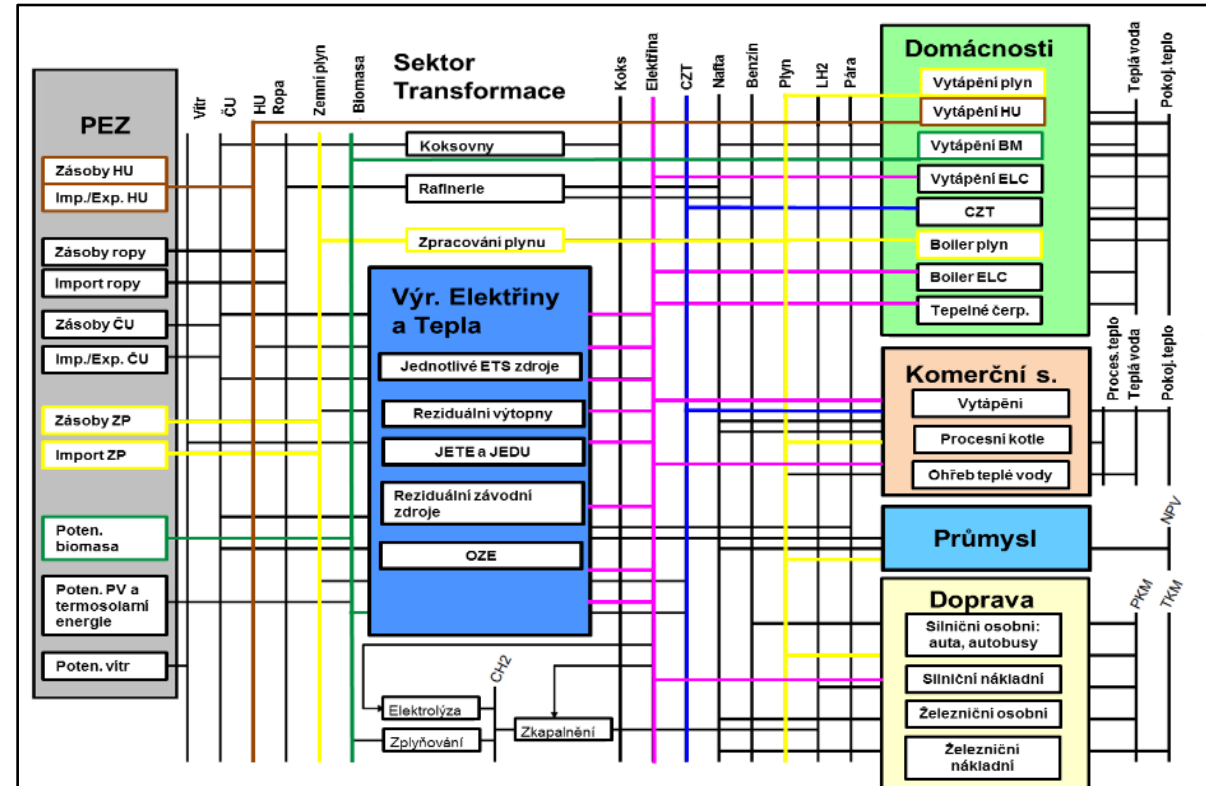 PEZ
Zásoby HU
Imp./Exp. HU
Zásoby ropy
Import ropy
Zásoby ČU
Imp./Exp. ČU
Zásoby ZP
Import ZP
Poten.
biomasa
Poten. PV a
termosolarní
energie
Poten. vítr
Vítr
ČU
HU
Ropa
Zemní plyn
Biomasa
Sektor
Transformace
Koksovny
Rafinerie
Zpracování plynu
Výr. Elektřiny
a Tepla
Jednotlivé ETS zdroje
Reziduální výtopny
JETE a JEDU
Reziduální závodní
zdroje
OZE
Elektrolýza
Zplyňování
CH2
Zkapalnění
Koks
Elektřina
CZT
Nafta
Benzín
Plyn
LH2
Pára
Domácnosti
Vytápění plyn
Vytápění HU
Vytápění BM
Vytápění ELC
CZT
Boiler plyn
Boiler ELC
Tepelné čerp.
Teplá voda
Pokoj.teplo
Komerční s.
Vytápění
Procesní kotle
Ohřeb teplé vody
Proces.teplo
Teplá voda
Pokoj.teplo
Průmysl
NPV
Doprava
Silniční osobní:
auta, autobusy
Silniční nákladní
Železniční osobní
Železniční
nákladní
PKM
TKM